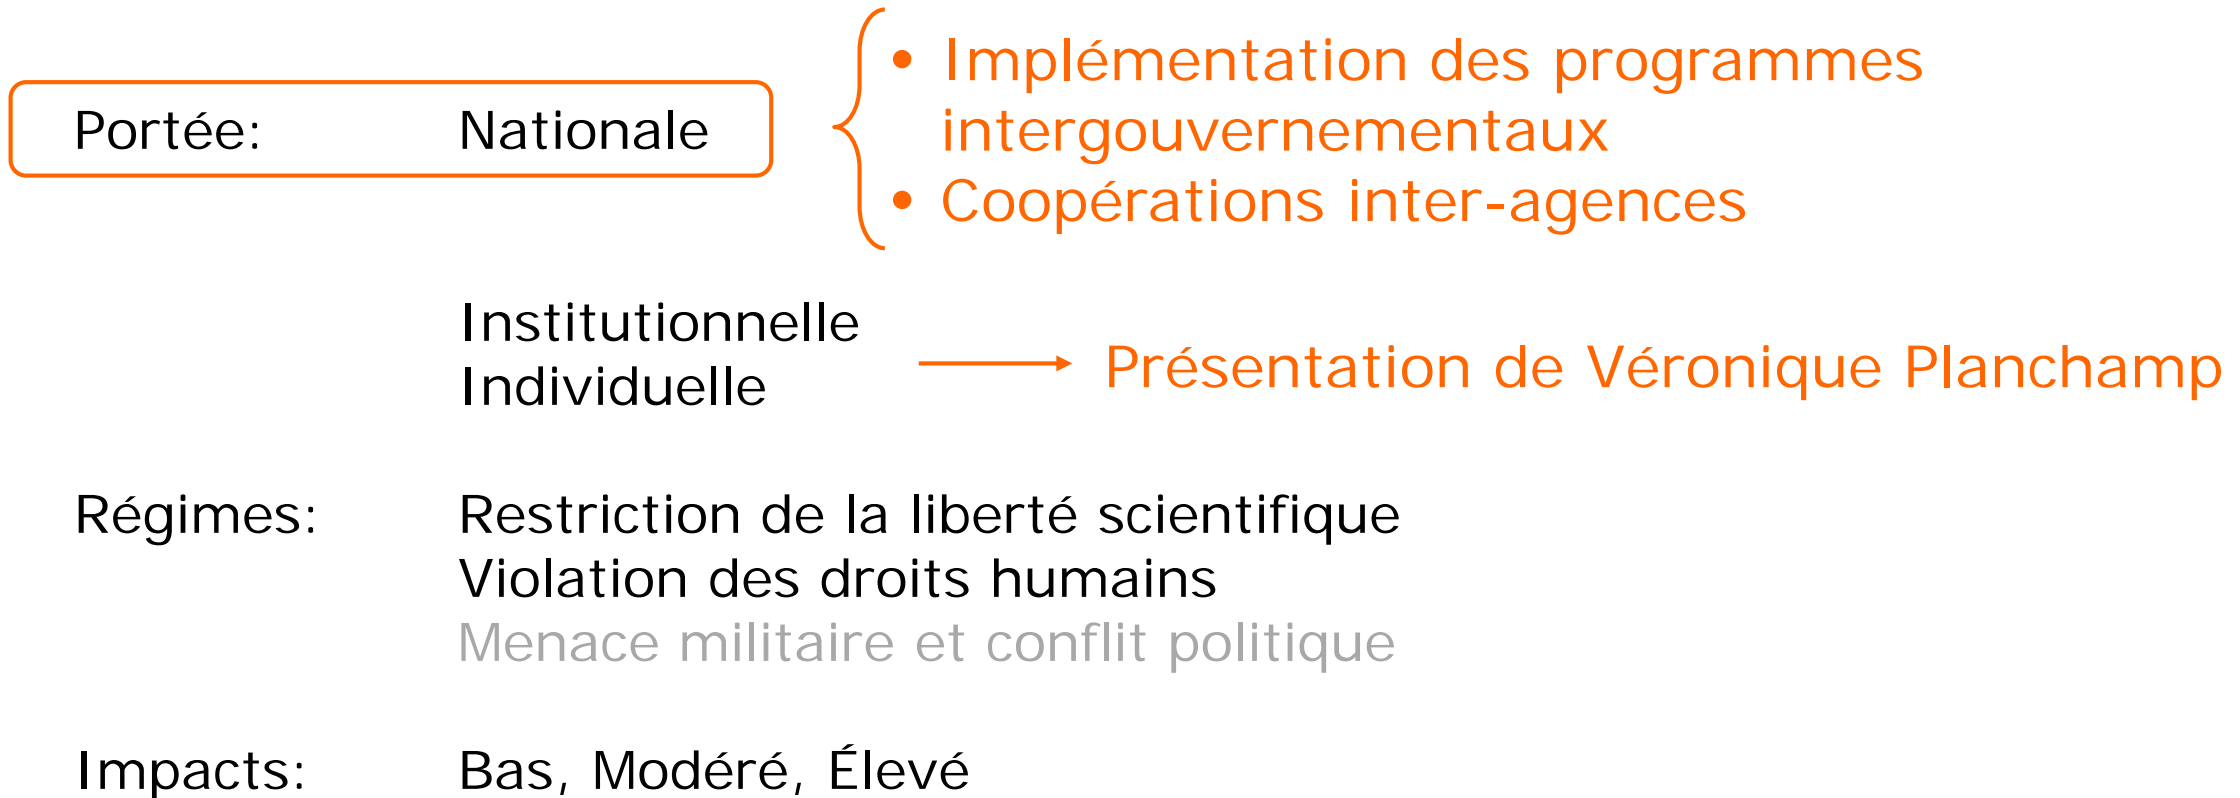 Portée: Nationale
• Implémentation des programmes
intergouvernementaux
• Coopérations inter-agences
Institutionnelle
Individuelle
Présentation de Véronique Planchamp
Régimes: Restriction de la liberté scientifique
Violation des droits humains
Menace militaire et conflit politique
Impacts: Bas, Modéré, Élevé